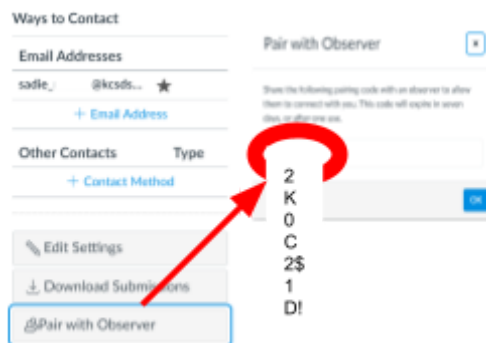 Ways to Contact
Email Addresses
sadie_ @kcsds... ★
+ Email Address
Other Contacts Type
+ Contact Method
Edit Settings
Download Submissions
Pair with Observer
Pair with Observer
x
Share the following pairing code with an observer to allow
them to connect with you. This code will expire in seven
days, or after one use.
2
K
0
C
2$
1
D!
OK